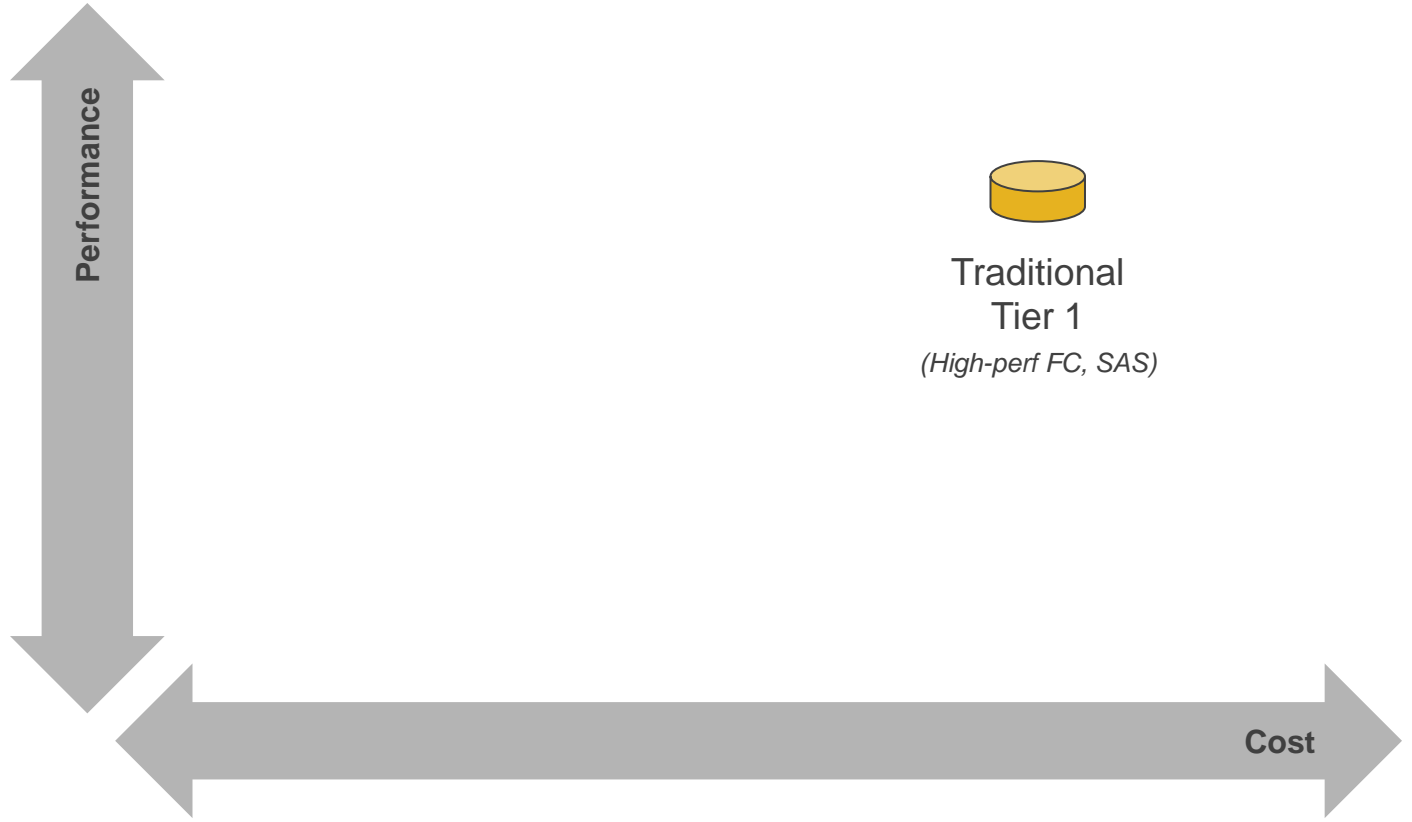 Performance
Traditional
Tier 1
(High-perf FC, SAS)
Cost